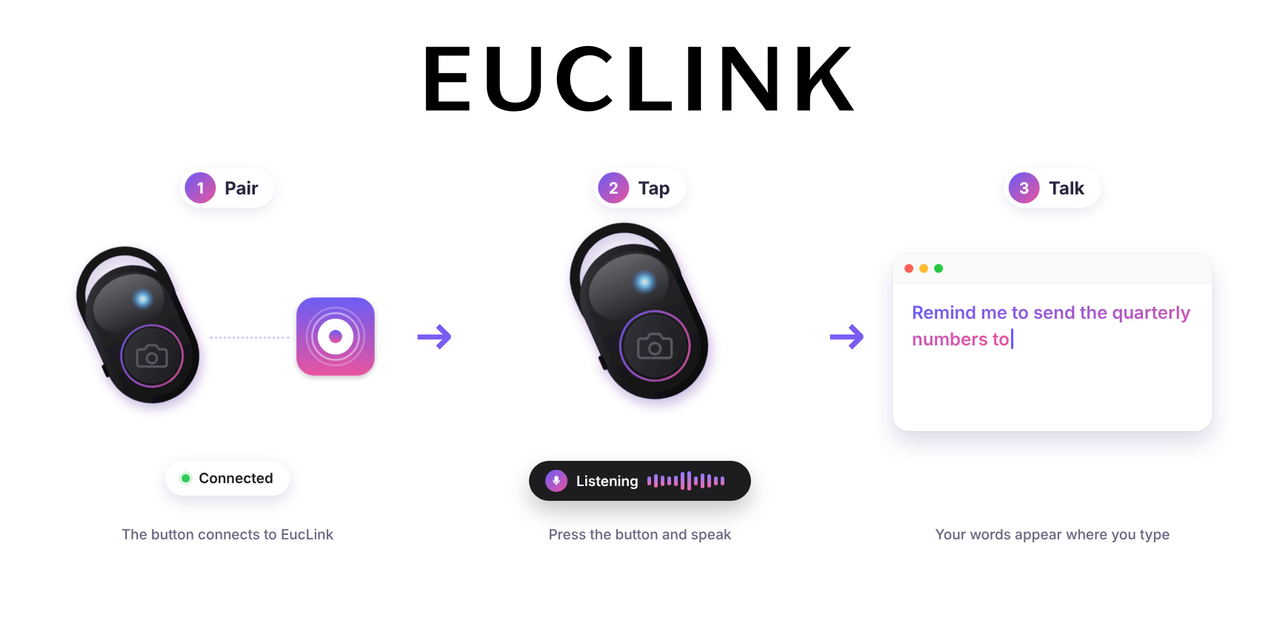 EUCLINK
1 Pair
2 Tap
3 Talk
Remind me to send the quarterly
numbers to
Connected
Listening
The button connects to EucLink
Press the button and speak
Your words appear where you type